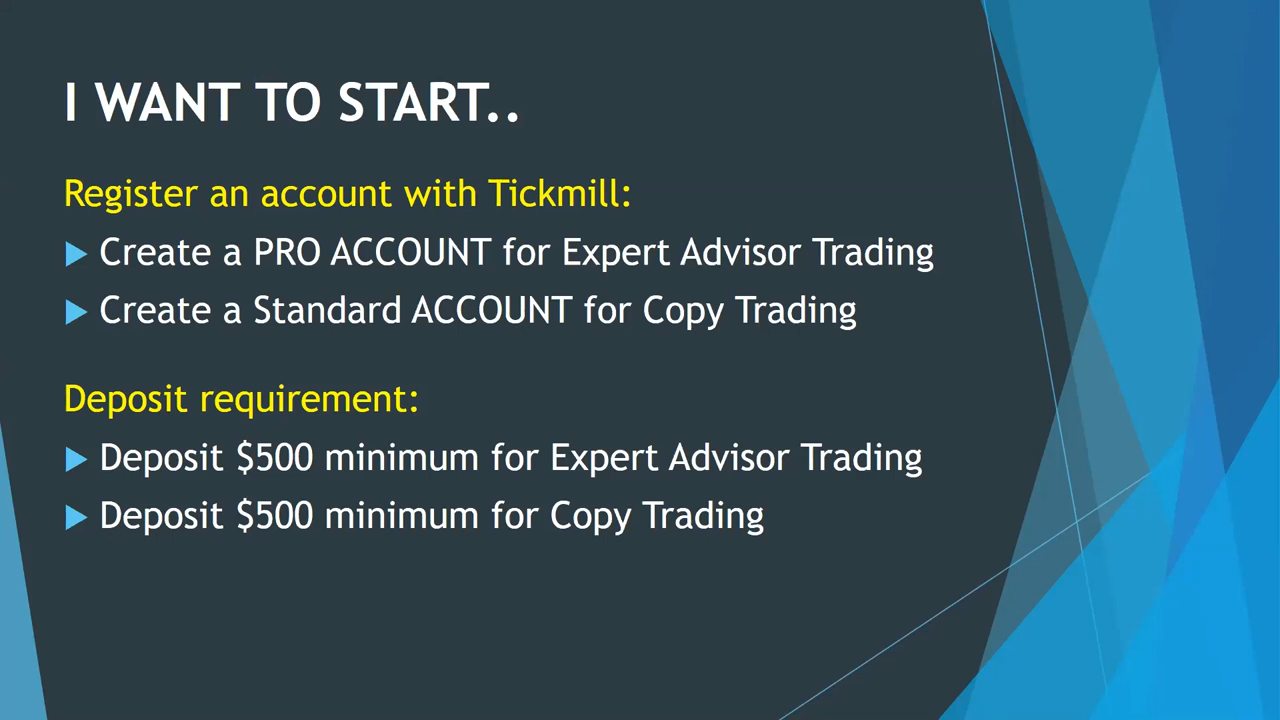 I WANT TO START..
Register an account with Tickmill:
Create a PRO ACCOUNT for Expert Advisor Trading
Create a Standard ACCOUNT for Copy Trading
Deposit requirement:
Deposit $500 minimum for Expert Advisor Trading
Deposit $500 minimum for Copy Trading